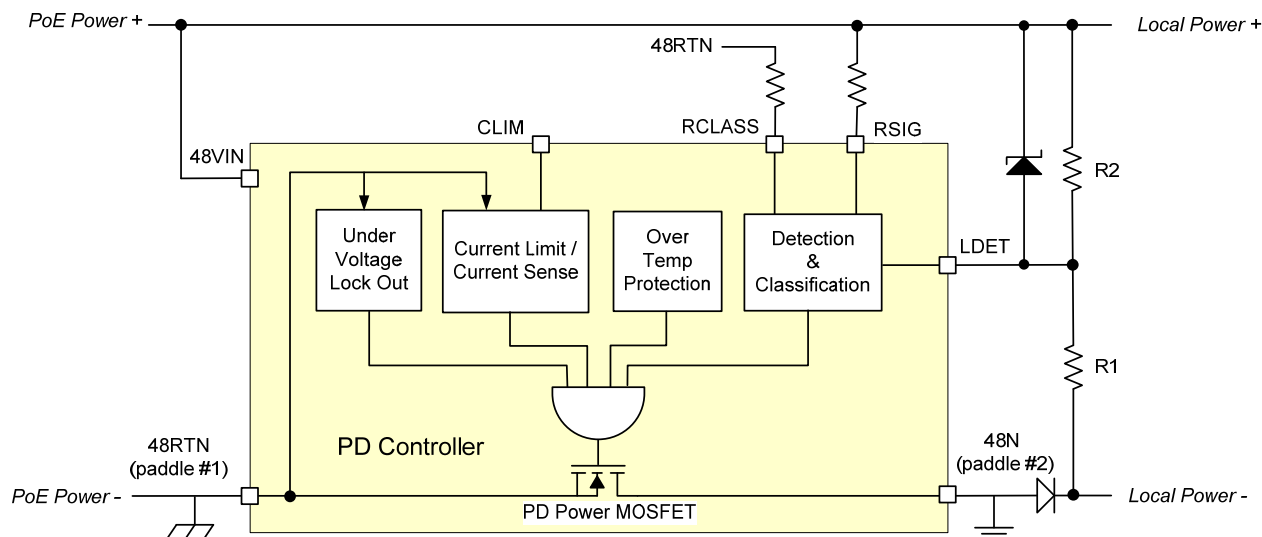 PoE Power +
Local Power +
48RTN
CLIM
RCLASS
RSIG
48VIN
R2
Under
Voltage
Lock Out
Current Limit /
Current Sense
Over
Temp
Protection
Detection
&
Classification
LDET
R1
PD Controller
48RTN
(paddle #1)
48N
(paddle #2)
PoE Power -
PD Power MOSFET
Local Power -